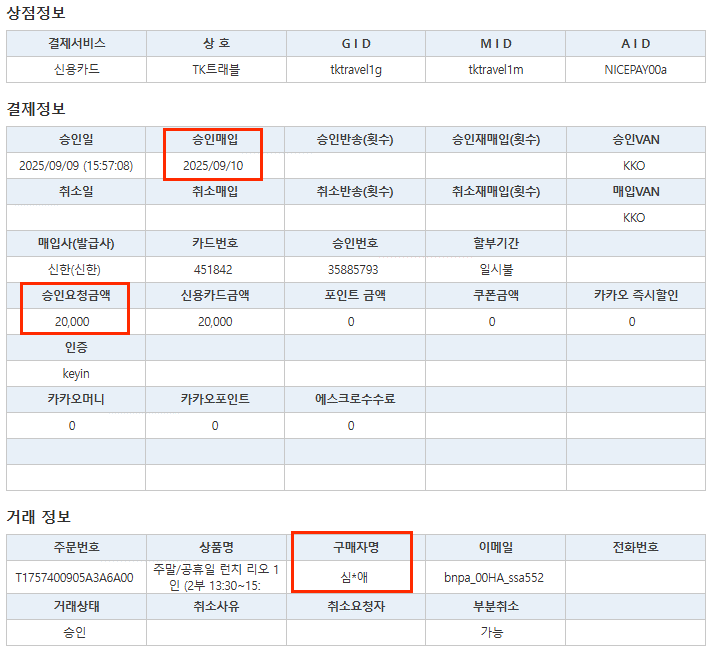 상점정보
결제서비스 상 호 G I D M I D A I D
신용카드 TK트래블 tktravel1g tktravel1m NICEPAY00a
결제정보
승인일 승인매입 승인반송(횟수) 승인재매입(횟수) 승인VAN
2025/09/09 (15:57:08) 2025/09/10 KKO
취소일 취소매입 취소반송(횟수) 취소재매입(횟수) 매입VAN
KKO
매입사(발급사) 카드번호 승인번호 할부기간
신한(신한) 451842 35885793 일시불
승인요청금액 신용카드금액 포인트 금액 쿠폰금액 카카오 즉시할인
20,000 20,000 0 0 0
인증
keyin
카카오머니 카카오포인트 에스크로수수료
0 0 0
거래 정보
주문번호 상품명 구매자명 이메일 전화번호
T1757400905A3A6A00 주말/공휴일 런치 리오 1
인 (2부 13:30~15: 심*애 bnpa_00HA_ssa552
거래상태 취소사유 취소요청자 부분취소
승인 가능